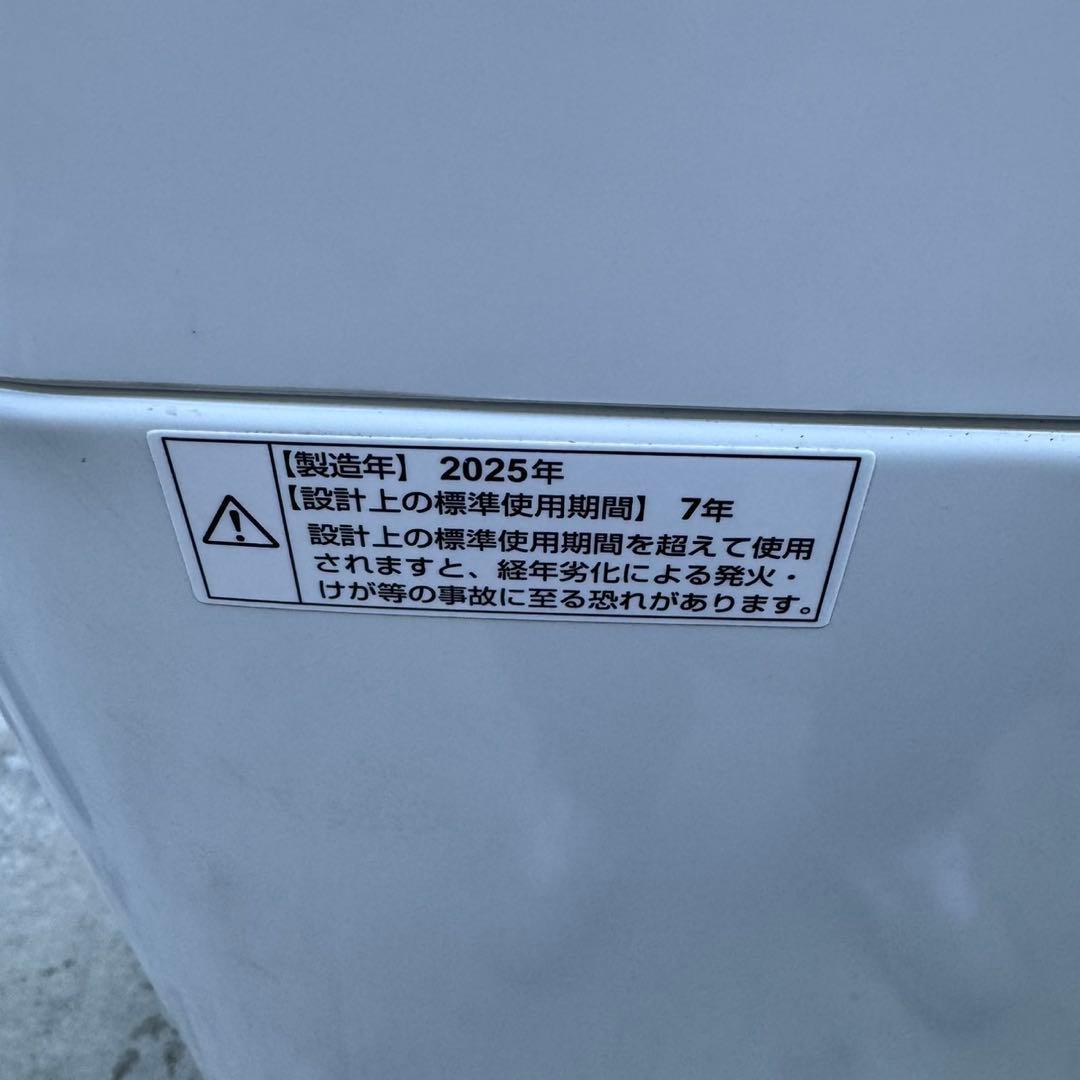 【製造年】 2025年
【設計上の標準使用期間】 7年
設計上の標準使用期間を超えて使用
されますと、経年劣化による発火・
けが等の事故に至る恐れがあります。